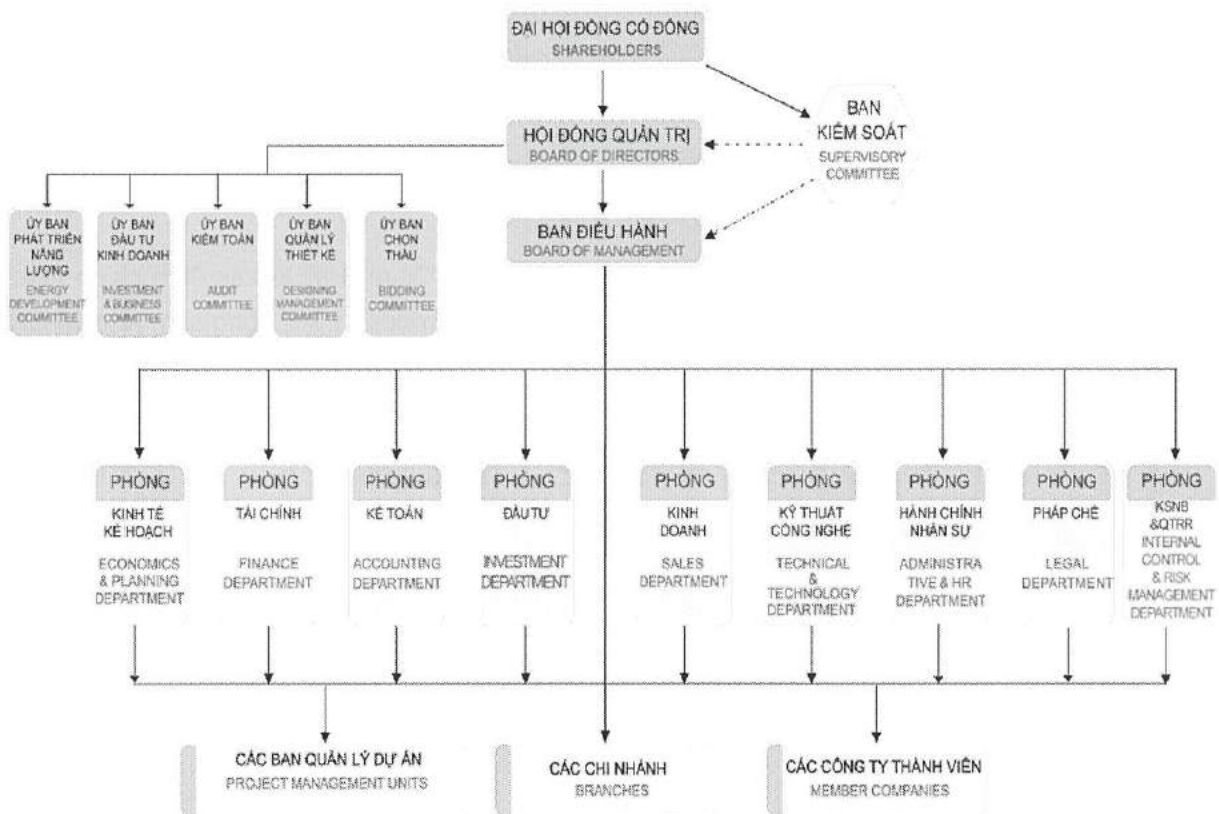 ĐẠI HỘI ĐỒNG CỔ ĐÔNG
SHAREHOLDERS
BAN
KIỂM SOÁT
SUPERVISORY
COMMITTEE
HỘI ĐỒNG QUẢN TRỊ
BOARD OF DIRECTORS
BAN ĐIỀU HÀNH
BOARD OF MANAGEMENT
ỦY BAN
PHÁT TRIỂN
NĂNG
LƯỢNG
ENERGY
DEVELOPMENT
COMMITTEE
ỦY BAN
ĐẦU TƯ
KINH DOANH
INVESTMENT
& BUSINESS
COMMITTEE
ỦY BAN
KIỂM TOÁN
AUDIT
COMMITTEE
ỦY BAN
QUẢN LÝ
THIẾT KẾ
DESIGNING
MANAGEMENT
COMMITTEE
ỦY BAN
CHỌN
THẦU
BIDDING
COMMITTEE
PHÒNG
KINH TẾ
KẾ HOẠCH
ECONOMICS
& PLANNING
DEPARTMENT
PHÒNG
TÀI CHÍNH
FINANCE
DEPARTMENT
PHÒNG
KẾ TOÁN
ACCOUNTING
DEPARTMENT
PHÒNG
ĐẦU TƯ
INVESTMENT
DEPARTMENT
PHÒNG
KINH
DOANH
SALES
DEPARTMENT
PHÒNG
KỸ THUẬT
CÔNG NGHỆ
TECHNICAL
&
TECHNOLOGY
DEPARTMENT
PHÒNG
HÀNH CHÍNH
NHÂN SỰ
ADMINISTRA
TIVE & HR
DEPARTMENT
PHÒNG
PHÁP CHẾ
LEGAL
DEPARTMENT
PHÒNG
KSNB
&QTRR
INTERNAL
CONTROL
& RISK
MANAGEMENT
DEPARTMENT
CÁC BAN QUẢN LÝ DỰ ÁN
PROJECT MANAGEMENT UNITS
CÁC CHI NHÁNH
BRANCHES
CÁC CÔNG TY THÀNH VIÊN
MEMBER COMPANIES